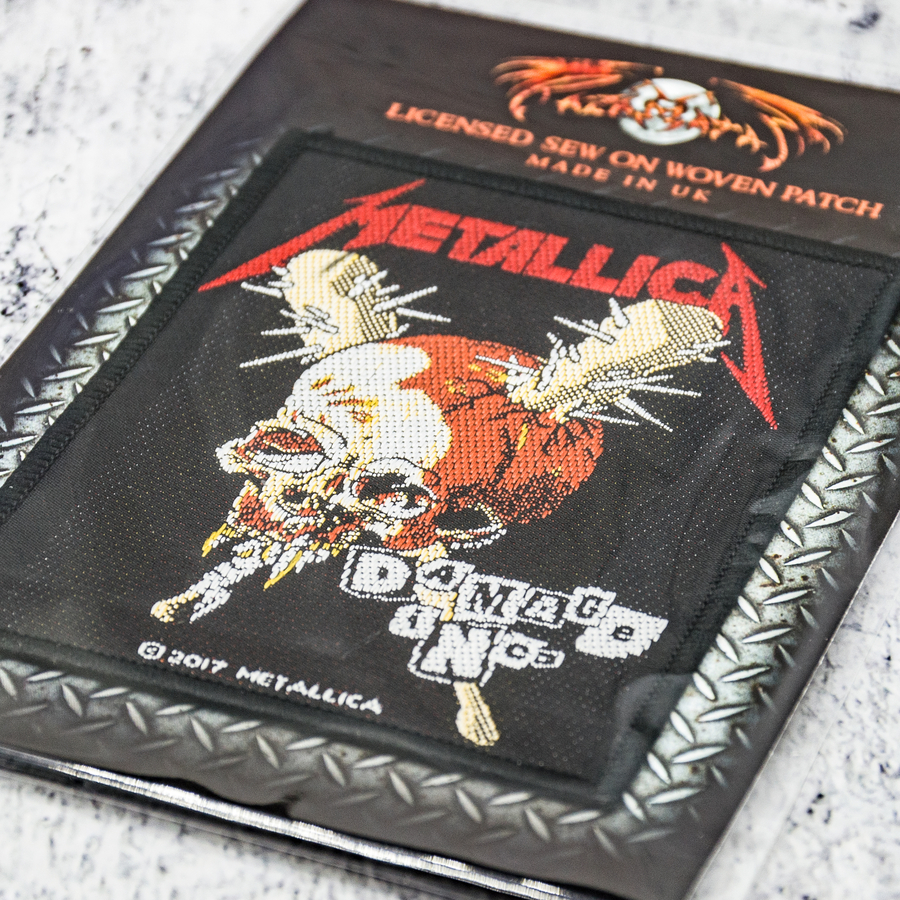 LICENSED SEW ON WOVEN PATCH
MADE IN UK
METALLICA
DAMAGE
INC
© 2017 METALLICA